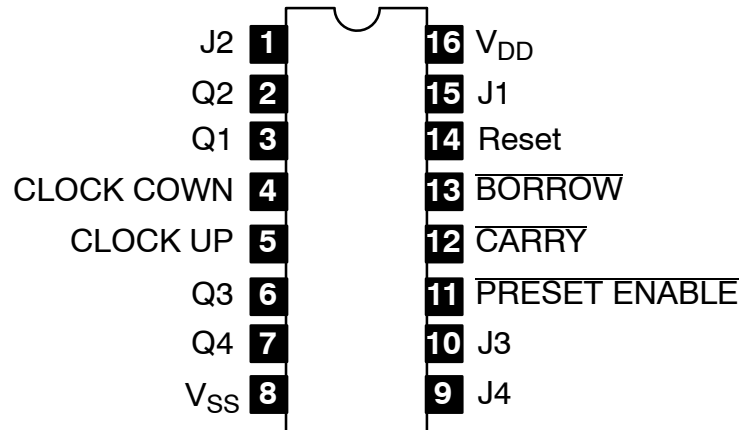 J2 1 16 VDD
Q2 2 15 J1
Q1 3 14 Reset
CLOCK COWN 4 13 BORROW
CLOCK UP 5 12 CARRY
Q3 6 11 PRESET ENABLE
Q4 7 10 J3
VSS 8 9 J4